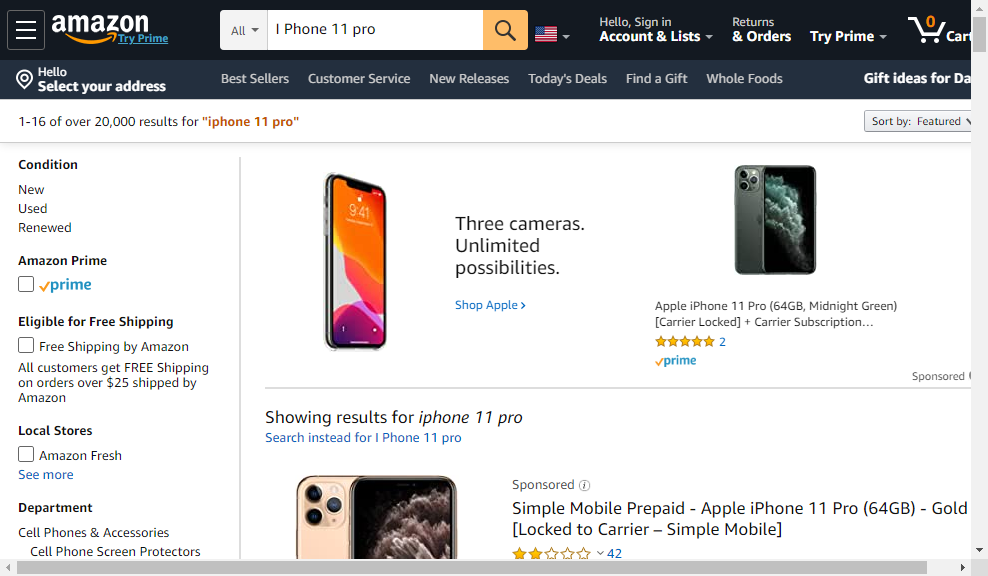 amazon
Try Prime
All
I Phone 11 pro
Hello, Sign in
Account & Lists
Returns
& Orders
Try Prime
0
Cart
Hello
Select your address
Best Sellers
Customer Service
New Releases
Today's Deals
Find a Gift
Whole Foods
Gift ideas for Da
1-16 of over 20,000 results for "iphone 11 pro"
Sort by: Featured
Condition
New
Used
Renewed
Amazon Prime
prime
Eligible for Free Shipping
Free Shipping by Amazon
All customers get FREE Shipping
on orders over $25 shipped by
Amazon
Local Stores
Amazon Fresh
See more
Department
Cell Phones & Accessories
Cell Phone Screen Protectors
9:41
Three cameras.
Unlimited
possibilities.
Shop Apple ›
Apple iPhone 11 Pro (64GB, Midnight Green)
[Carrier Locked] + Carrier Subscription…
2
prime
Sponsored
Showing results for iphone 11 pro
Search instead for I Phone 11 pro
Sponsored
Simple Mobile Prepaid - Apple iPhone 11 Pro (64GB) - Gold
[Locked to Carrier – Simple Mobile]
42